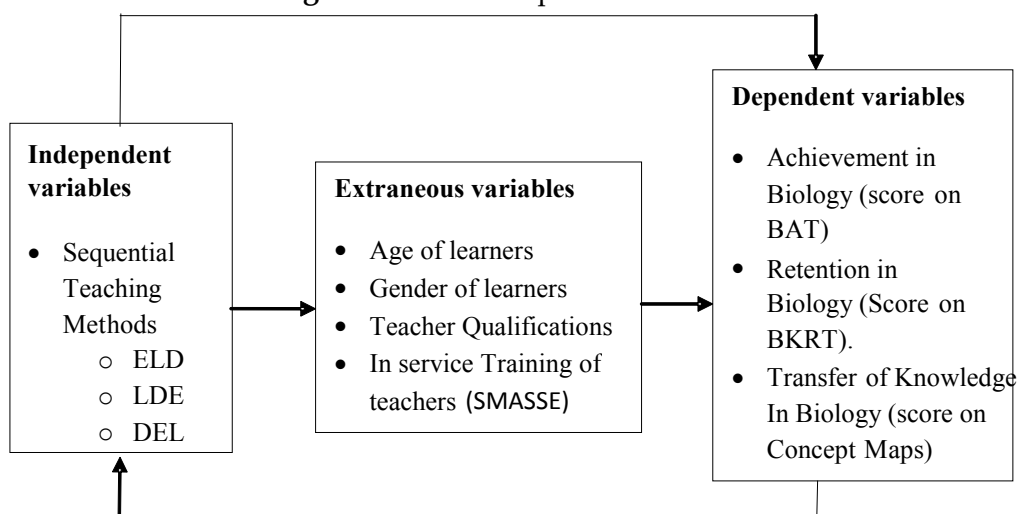 Independent
variables
• Sequential
Teaching
Methods
○ ELD
○ LDE
○ DEL
Extraneous variables
• Age of learners
• Gender of learners
• Teacher Qualifications
• In service Training of
teachers (SMASSE)
Dependent variables
• Achievement in
Biology (score on
BAT)
• Retention in
Biology (Score on
BKRT).
• Transfer of Knowledge
In Biology (score on
Concept Maps)